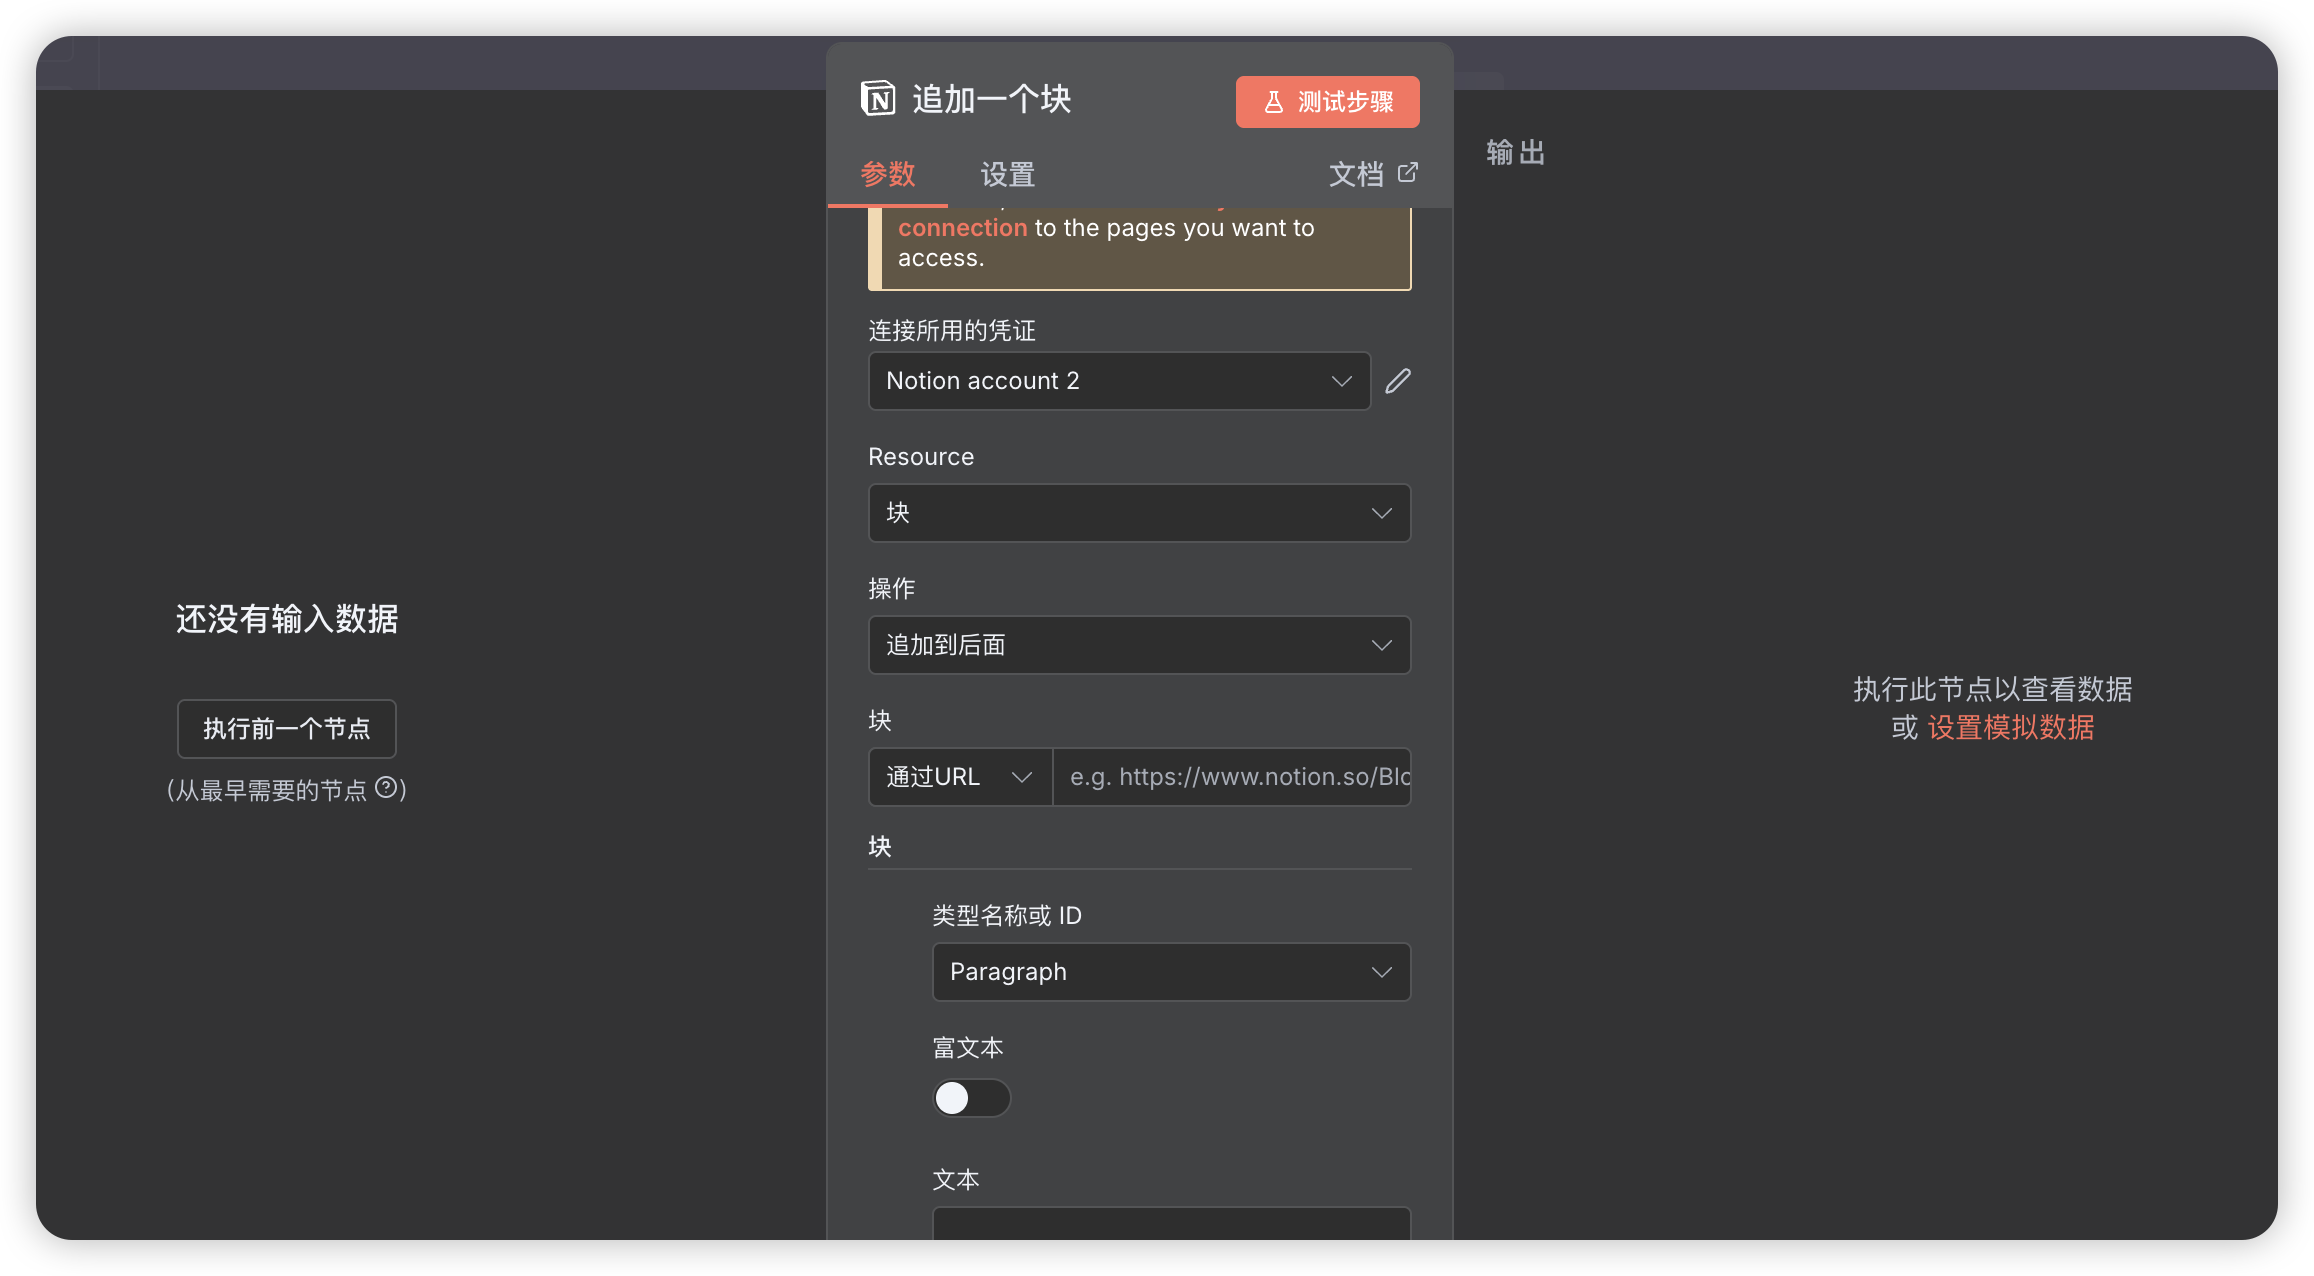 追加一个块
测试步骤
参数
设置
文档
输出
connection to the pages you want to
access.
连接所用的凭证
Notion account 2
Resource
块
操作
追加到后面
块
通过URL
e.g. https://www.notion.so/Blo
块
类型名称或 ID
Paragraph
富文本
文本
还没有输入数据
执行前一个节点
(从最早需要的节点 ?)
执行此节点以查看数据
或 设置模拟数据